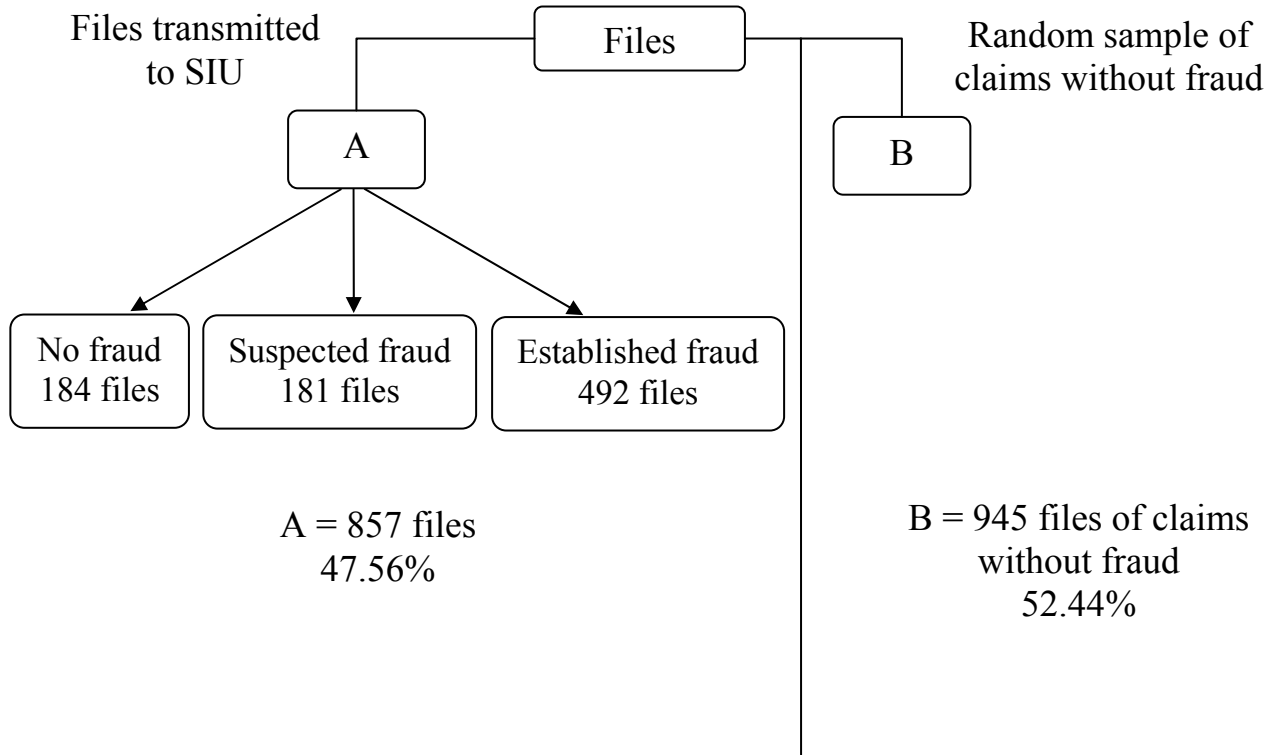 Files transmitted
to SIU
Files
Random sample of
claims without fraud
A
B
No fraud
184 files
Suspected fraud
181 files
Established fraud
492 files
A = 857 files
47.56%
B = 945 files of claims
without fraud
52.44%